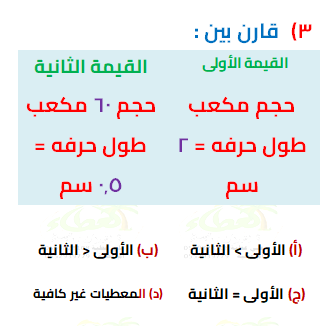 ٣) قارن بين :
القيمة الأولى
حجم مكعب
طول حرفه = ٢
سم
القيمة الثانية
حجم ٦٠ مكعب
طول حرفه =
٠,٥ سم
(أ) الأولى > الثانية
(ب) الأولى < الثانية
(ج) الأولى = الثانية
(د) المعطيات غير كافية